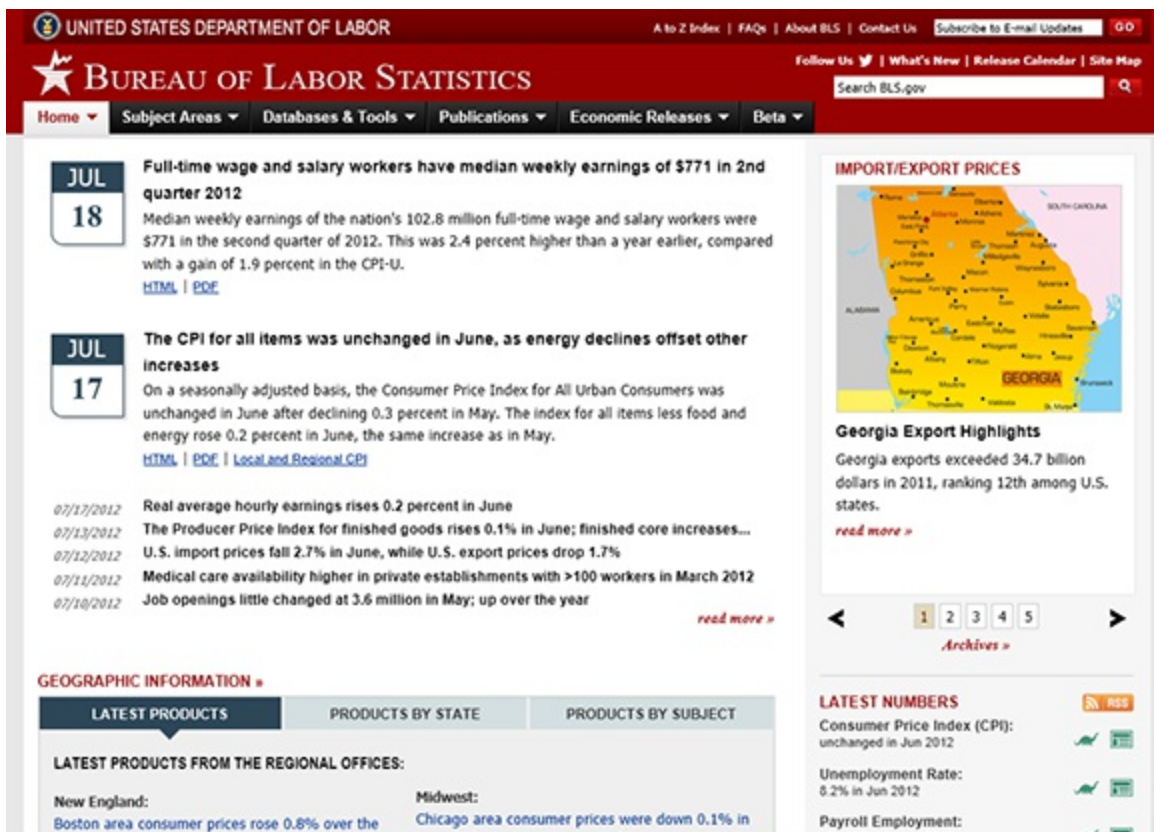 UNITED STATES DEPARTMENT OF LABOR
A to Z Index | FAQs | About BLS | Contact Us
Subscribe to E-mail Updates
GO
BUREAU OF LABOR STATISTICS
Follow Us | What's New | Release Calendar | Site Map
Search BLS.gov
Home
Subject Areas
Databases & Tools
Publications
Economic Releases
Beta
JUL
18
Full-time wage and salary workers have median weekly earnings of $771 in 2nd
quarter 2012
Median weekly earnings of the nation's 102.8 million full-time wage and salary workers were
$771 in the second quarter of 2012. This was 2.4 percent higher than a year earlier, compared
with a gain of 1.9 percent in the CPI-U.
HTML | PDF
JUL
17
The CPI for all items was unchanged in June, as energy declines offset other
increases
On a seasonally adjusted basis, the Consumer Price Index for All Urban Consumers was
unchanged in June after declining 0.3 percent in May. The index for all items less food and
energy rose 0.2 percent in June, the same increase as in May.
HTML | PDF | Local and Regional CPI
07/17/2012 Real average hourly earnings rises 0.2 percent in June
07/13/2012 The Producer Price Index for finished goods rises 0.1% in June; finished core increases...
07/12/2012 U.S. import prices fall 2.7% in June, while U.S. export prices drop 1.7%
07/11/2012 Medical care availability higher in private establishments with >100 workers in March 2012
07/10/2012 Job openings little changed at 3.6 million in May; up over the year
read more »
IMPORT/EXPORT PRICES
SOUTH CAROLINA
Atlanta
Athens
Augusta
Macon
Columbus
Perry
ALABAMA
Americus
Savannah
Albany
Tifton
GEORGIA
Brunswick
Moultrie
Bainbridge
Thomasville
Valdosta
Georgia Export Highlights
Georgia exports exceeded 34.7 billion
dollars in 2011, ranking 12th among U.S.
states.
read more »
1 2 3 4 5
Archives »
GEOGRAPHIC INFORMATION »
LATEST PRODUCTS
PRODUCTS BY STATE
PRODUCTS BY SUBJECT
LATEST PRODUCTS FROM THE REGIONAL OFFICES:
New England:
Boston area consumer prices rose 0.8% over the
Midwest:
Chicago area consumer prices were down 0.1% in
LATEST NUMBERS
RSS
Consumer Price Index (CPI):
unchanged in Jun 2012
Unemployment Rate:
8.2% in Jun 2012
Payroll Employment: